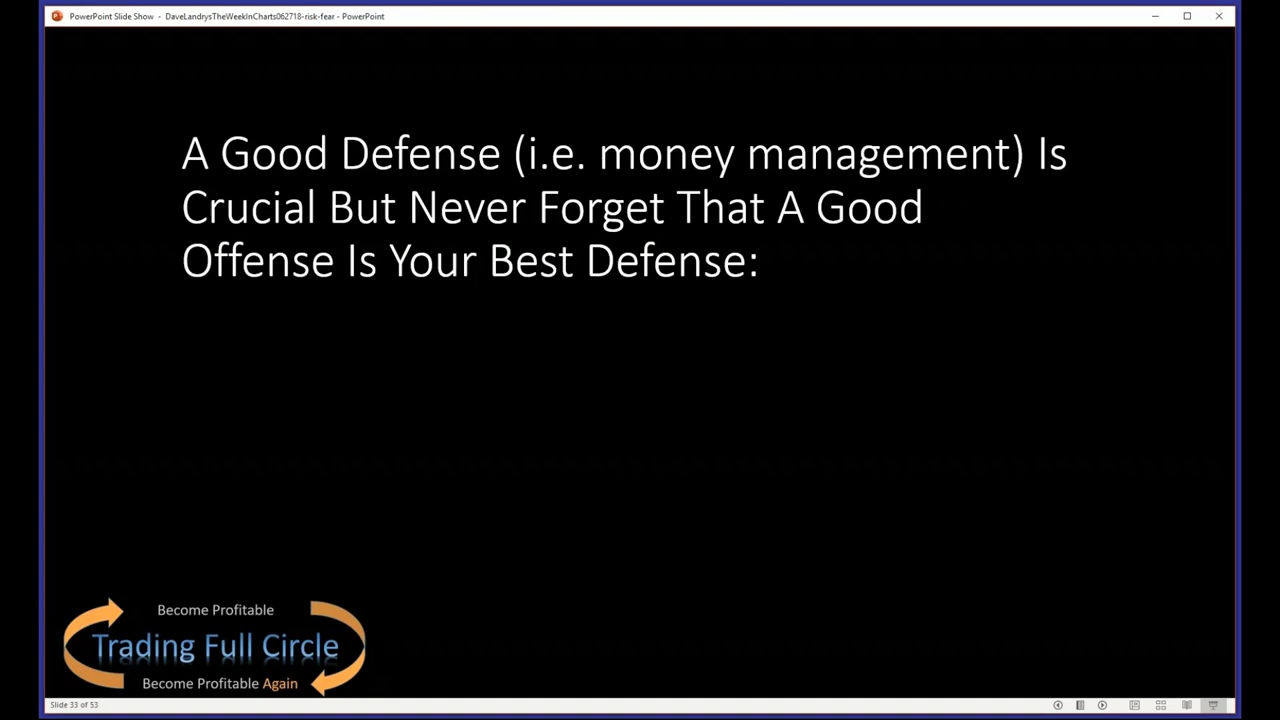 PowerPoint Slide Show - DaveLandrysTheWeekInCharts062718-risk-fear - PowerPoint
A Good Defense (i.e. money management) Is
Crucial But Never Forget That A Good
Offense Is Your Best Defense:
Become Profitable
Trading Full Circle
Become Profitable Again
Slide 33 of 53